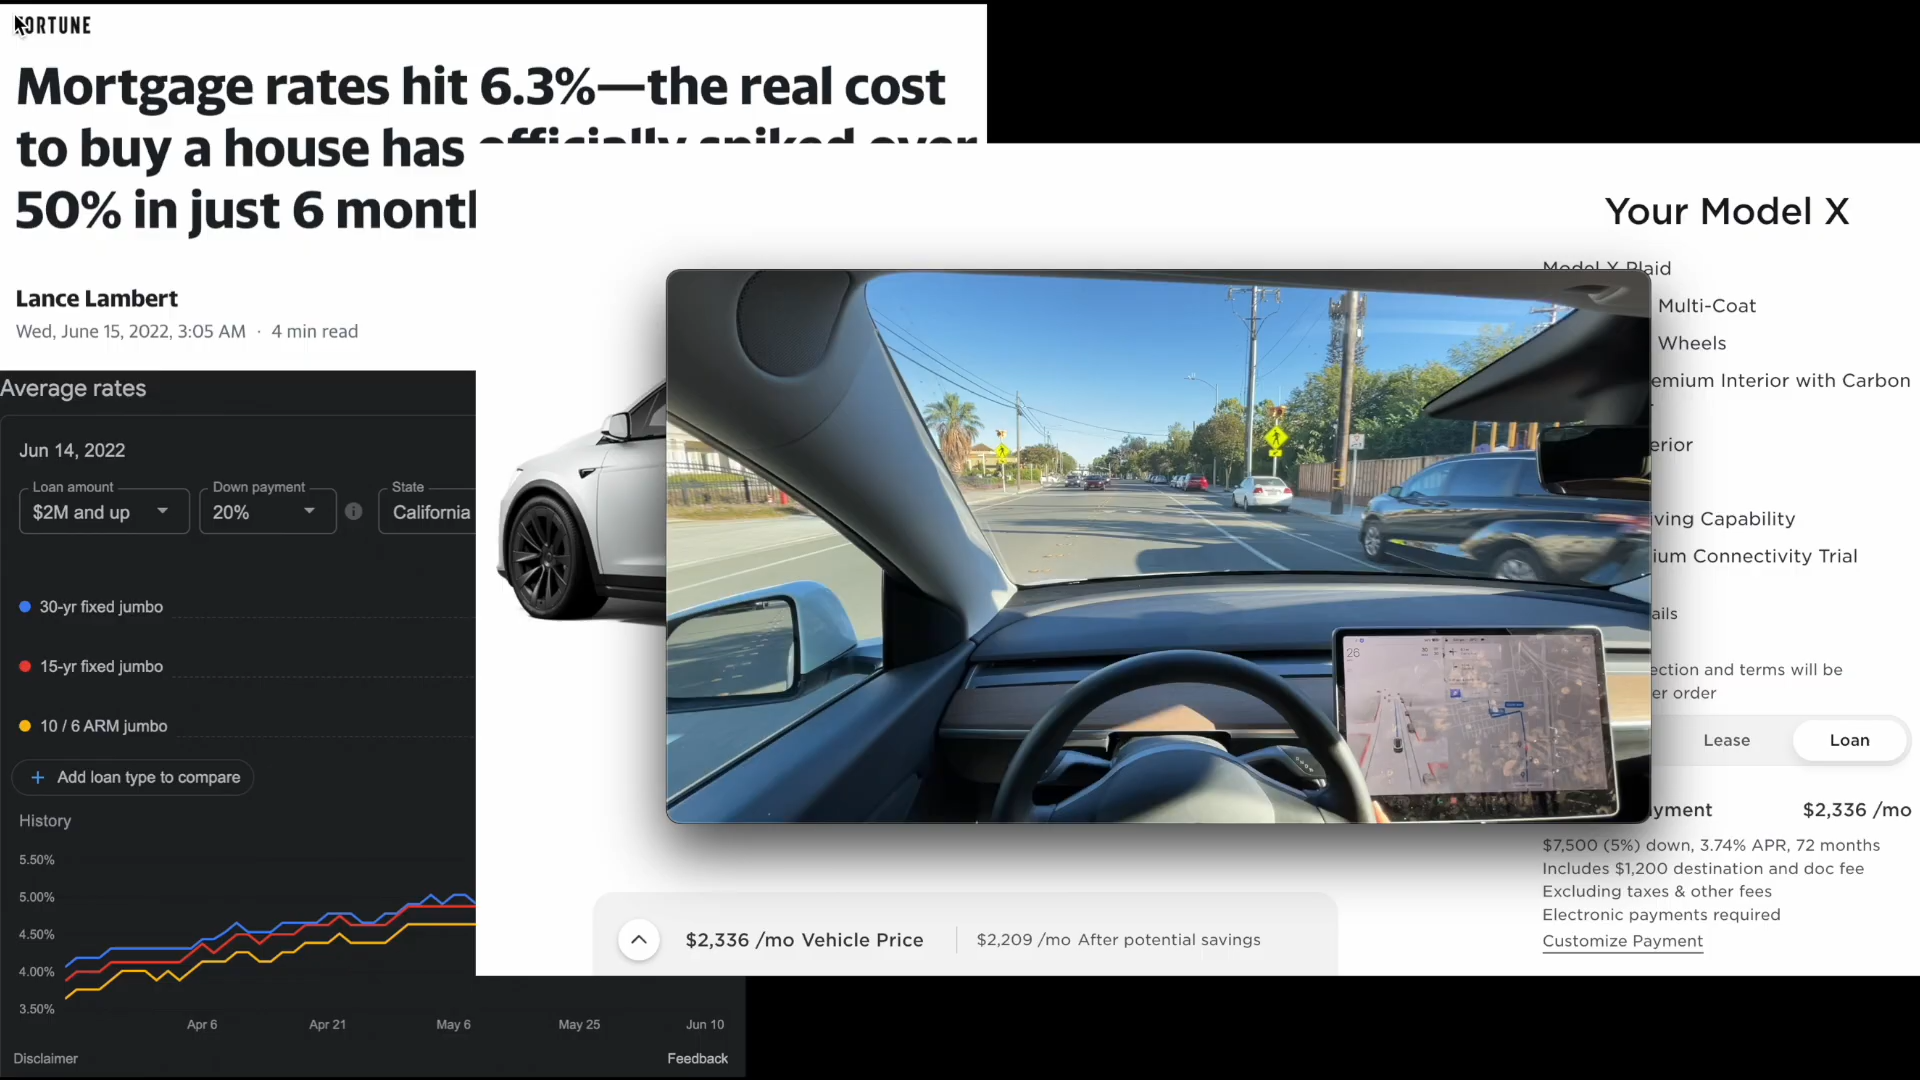 FORTUNE
Mortgage rates hit 6.3%—the real cost
to buy a house has officially spiked over
50% in just 6 mont
Lance Lambert
Wed, June 15, 2022, 3:05 AM · 4 min read
Average rates
Jun 14, 2022
Loan amount
$2M and up
Down payment
20%
State
California
30-yr fixed jumbo
15-yr fixed jumbo
10 / 6 ARM jumbo
+ Add loan type to compare
History
5.50%
5.00%
4.50%
4.00%
3.50%
Apr 6
Apr 21
May 6
May 25
Jun 10
Disclaimer
Feedback
Your Model X
Model X Plaid
Multi-Coat
Wheels
emium Interior with Carbon
erior
ving Capability
ium Connectivity Trial
ails
ection and terms will be
er order
Lease
Loan
yment
$2,336 /mo
$7,500 (5%) down, 3.74% APR, 72 months
Includes $1,200 destination and doc fee
Excluding taxes & other fees
Electronic payments required
Customize Payment
26
$2,336 /mo Vehicle Price
$2,209 /mo After potential savings